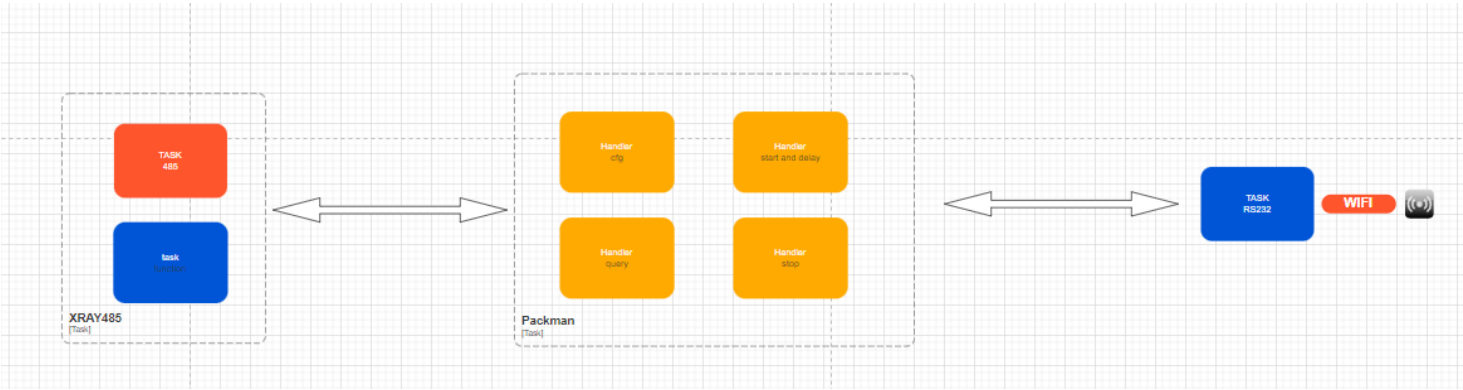 TASK
485
task
XRAY485
[Task]
Handler
cfg
Handler
start and delay
Handler
query
Handler
stop
Packman
[Task]
TASK
RS232
WIFI